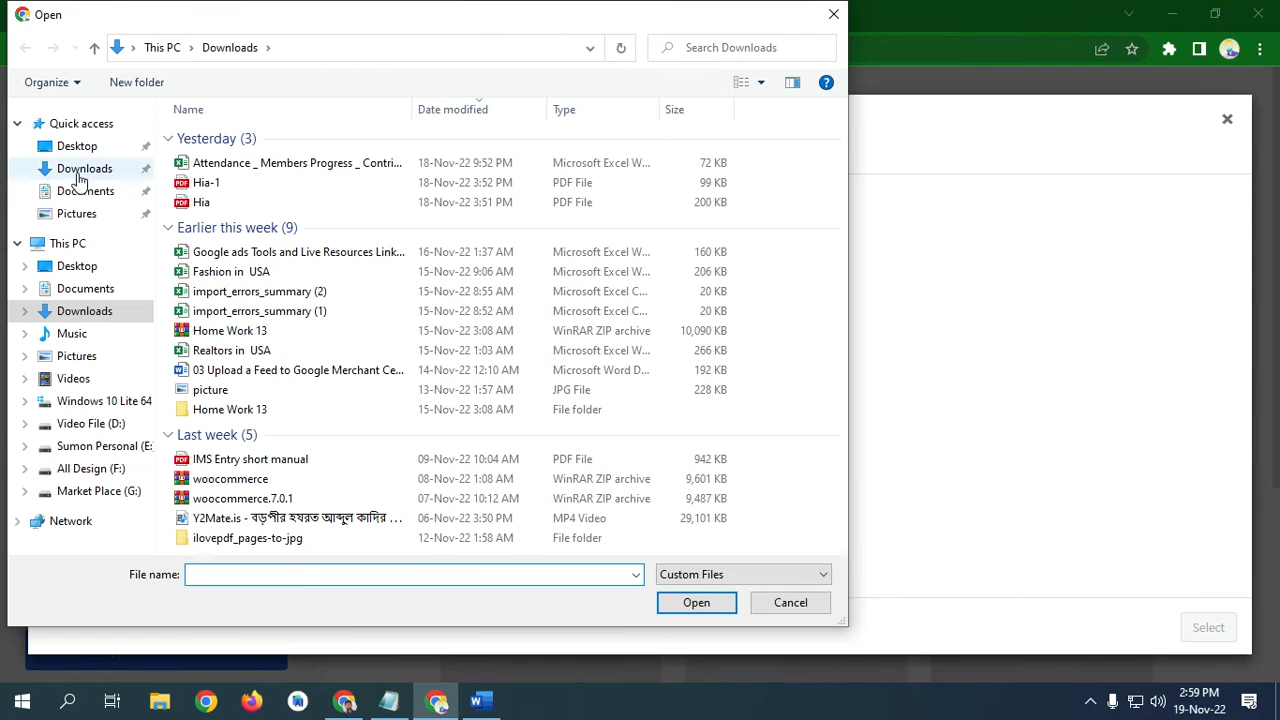 Open
This PC
Downloads
Search Downloads
Organize
New folder
Name
Date modified
Type
Size
Quick access
Desktop
Downloads
Documents
Pictures
This PC
Desktop
Documents
Downloads
Music
Pictures
Videos
Windows 10 Lite 64
Video File (D:)
Sumon Personal (E:
All Design (F:)
Market Place (G:)
Network
Yesterday (3)
Attendance _ Members Progress _ Contri... 18-Nov-22 9:52 PM Microsoft Excel W... 72 KB
Hia-1 18-Nov-22 3:52 PM PDF File 99 KB
Hia 18-Nov-22 3:51 PM PDF File 200 KB
Earlier this week (9)
Google ads Tools and Live Resources Link... 16-Nov-22 1:37 AM Microsoft Excel W... 160 KB
Fashion in USA 15-Nov-22 9:06 AM Microsoft Excel W... 206 KB
import_errors_summary (2) 15-Nov-22 8:55 AM Microsoft Excel C... 20 KB
import_errors_summary (1) 15-Nov-22 8:52 AM Microsoft Excel C... 20 KB
Home Work 13 15-Nov-22 3:08 AM WinRAR ZIP archive 10,090 KB
Realtors in USA 15-Nov-22 1:03 AM Microsoft Excel W... 266 KB
03 Upload a Feed to Google Merchant Ce... 14-Nov-22 12:10 AM Microsoft Word D... 192 KB
picture 13-Nov-22 1:57 AM JPG File 228 KB
Home Work 13 15-Nov-22 3:08 AM File folder
Last week (5)
IMS Entry short manual 09-Nov-22 10:04 AM PDF File 942 KB
woocommerce 08-Nov-22 1:08 AM WinRAR ZIP archive 9,601 KB
woocommerce.7.0.1 07-Nov-22 10:12 AM WinRAR ZIP archive 9,487 KB
Y2Mate.is - বড়পীর হযরত আব্দুল কাদির ... 06-Nov-22 3:50 PM MP4 Video 29,101 KB
ilovepdf_pages-to-jpg 12-Nov-22 1:58 AM File folder
File name:
Custom Files
Open
Cancel
Select
2:59 PM
19-Nov-22